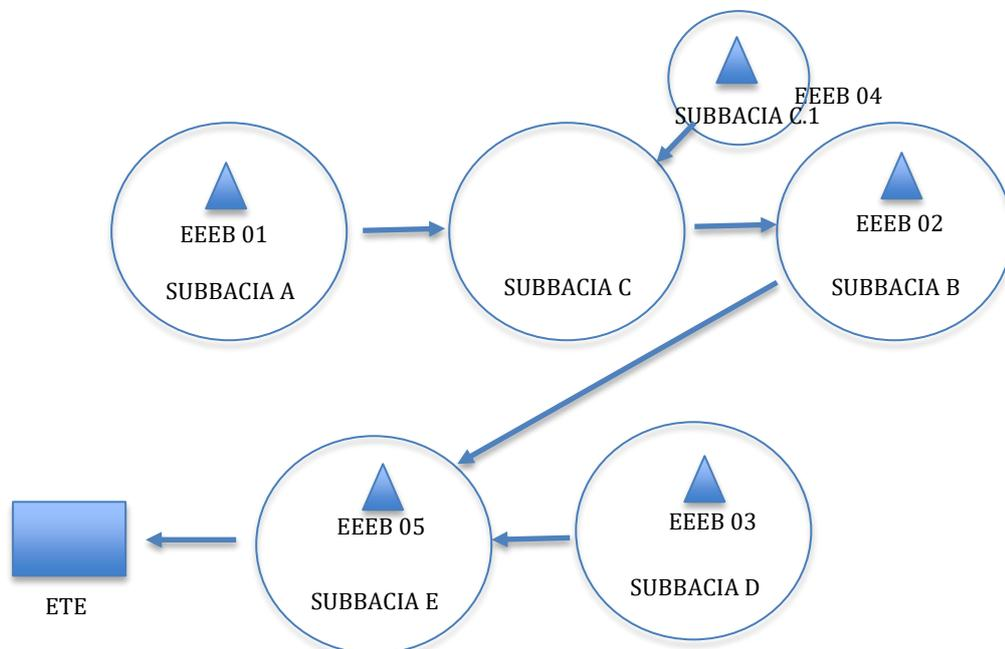 EEEB 04
SUBBACIA C.1
EEEB 01
SUBBACIA A
SUBBACIA C
EEEB 02
SUBBACIA B
EEEB 05
SUBBACIA E
EEEB 03
SUBBACIA D
ETE